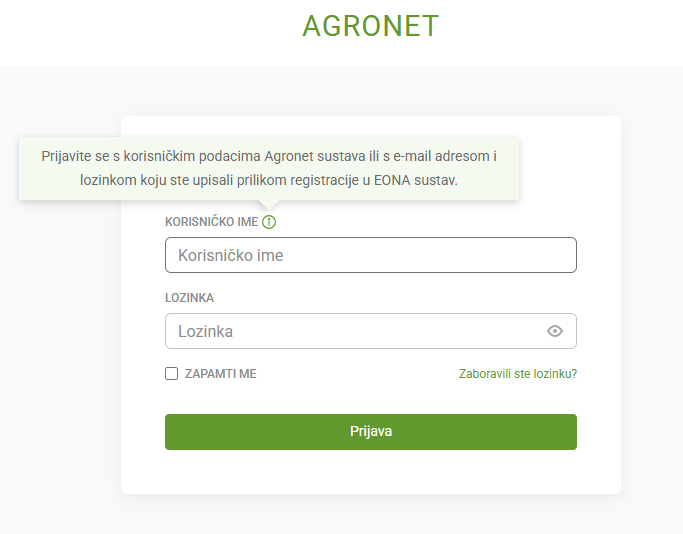 AGRONET
Prijavite se s korisničkim podacima Agronet sustava ili s e-mail adresom i
lozinkom koju ste upisali prilikom registracije u EONA sustav.
KORISNIČKO IME
Korisničko ime
LOZINKA
Lozinka
ZAPAMTI ME
Zaboravili ste lozinku?
Prijava